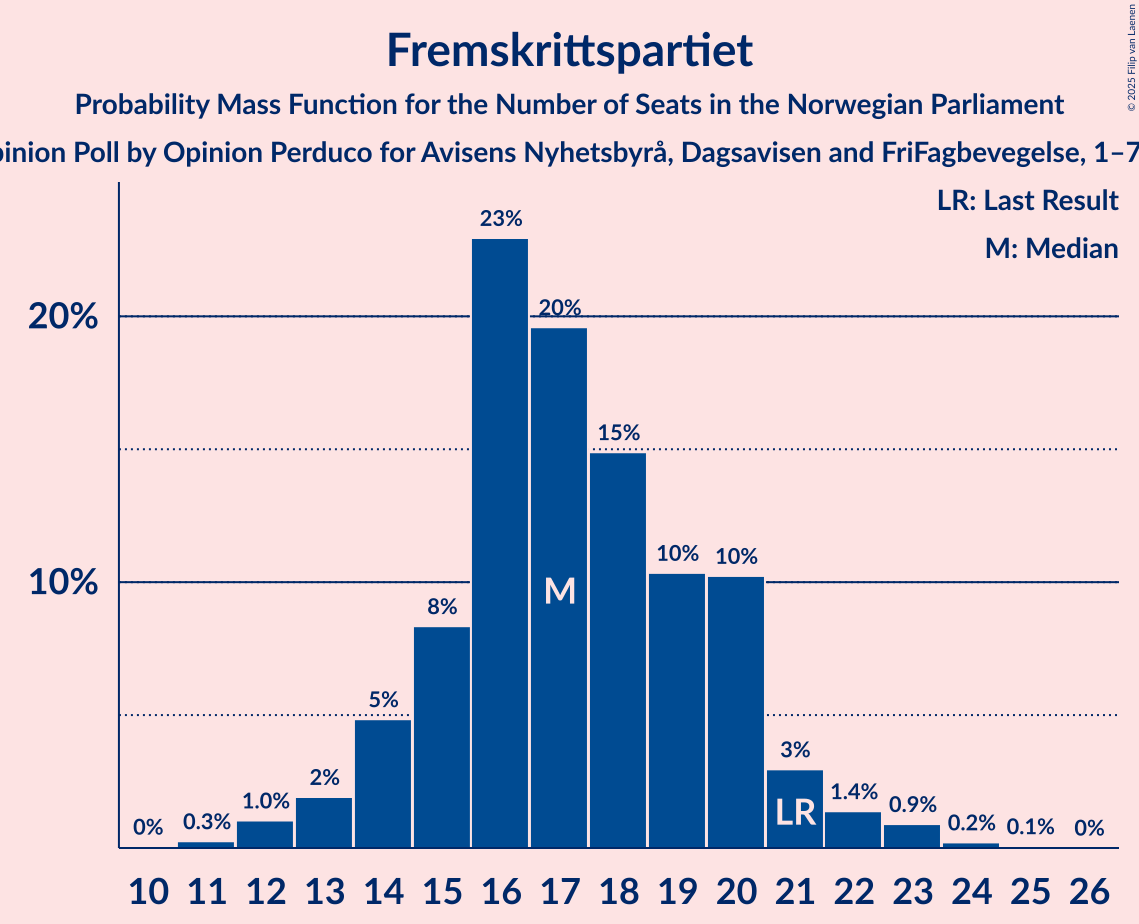 Fremskrittspartiet
Probability Mass Function for the Number of Seats in the Norwegian Parliament
Opinion Poll by Opinion Perduco for Avisens Nyhetsbyrå, Dagsavisen and FriFagbevegelse, 1–7
© 2025 Filip van Laenen
LR: Last Result
M: Median
23%
20%
20%
15%
10%
10%
10%
8%
M
5%
3%
2%
1.4%
1.0%
0.9%
LR
0.3%
0.2%
0.1%
0%
0%
10 11 12 13 14 15 16 17 18 19 20 21 22 23 24 25 26